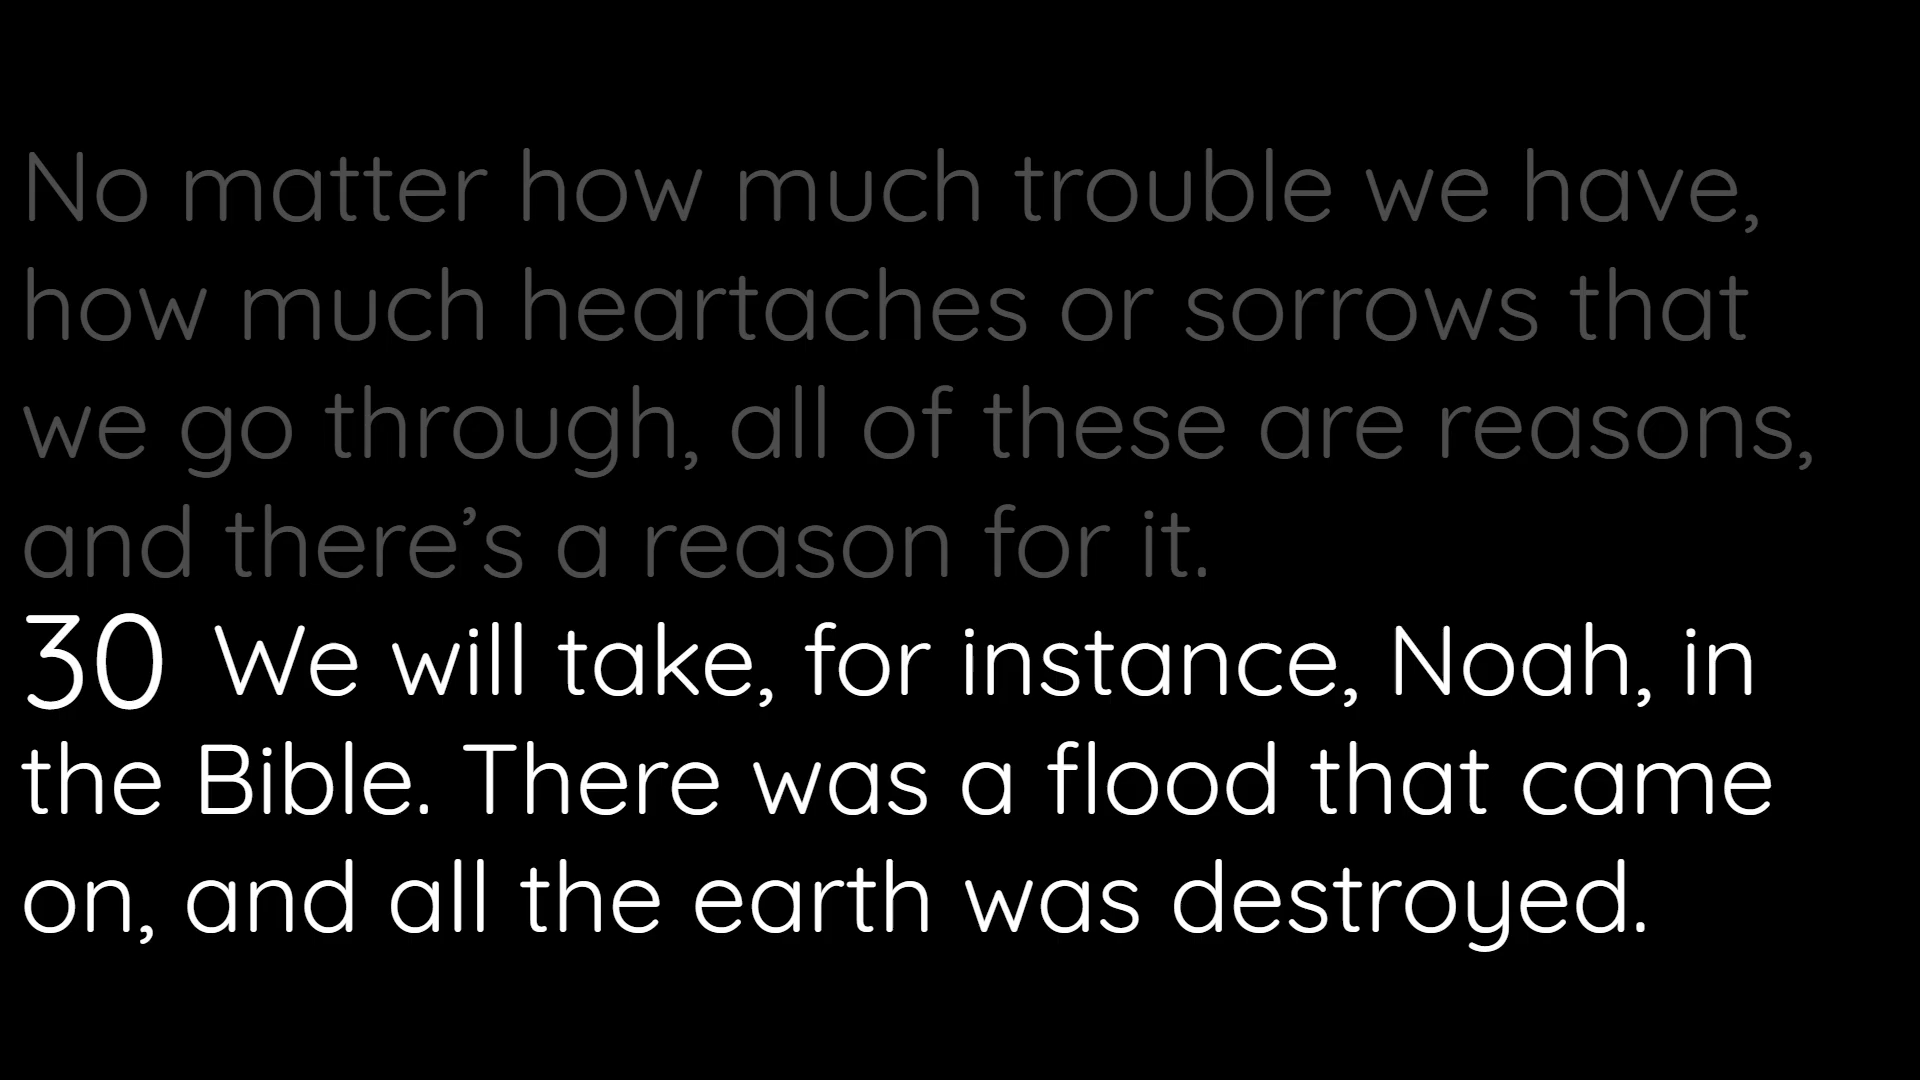 No matter how much trouble we have,
how much heartaches or sorrows that
we go through, all of these are reasons,
and there’s a reason for it.
30 We will take, for instance, Noah, in
the Bible. There was a flood that came
on, and all the earth was destroyed.